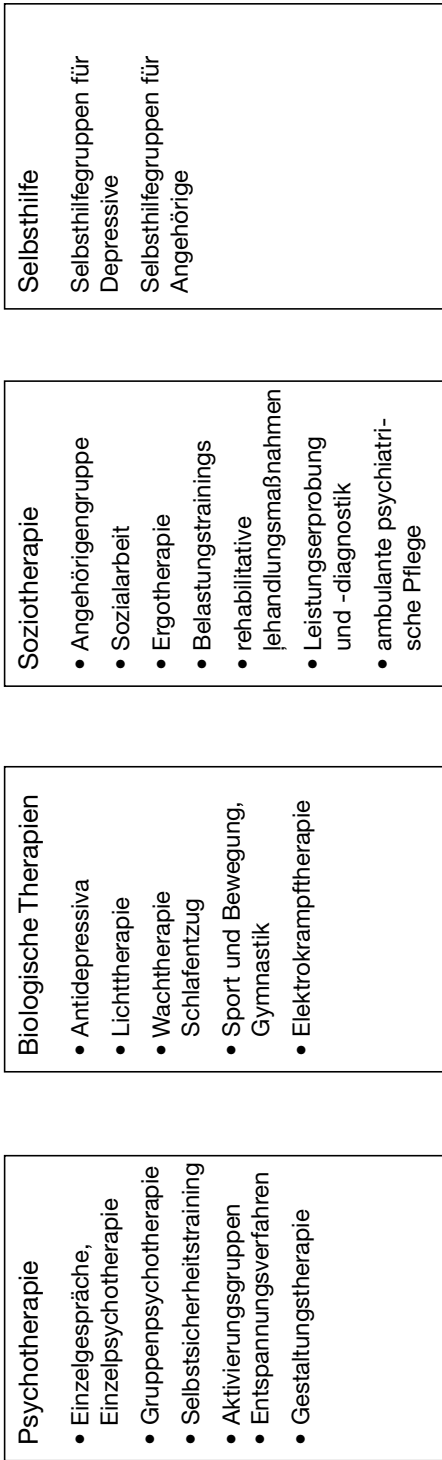 Psychotherapie
• Einzelgespräche,
Einzelpsychotherapie
• Gruppenpsychotherapie
• Selbstsicherheitstraining
• Aktivierungsgruppen
• Entspannungsverfahren
• Gestaltungstherapie
Biologische Therapien
• Antidepressiva
• Lichttherapie
• Wachtherapie
Schlafentzug
• Sport und Bewegung,
Gymnastik
• Elektrokrampftherapie
Soziotherapie
• Angehörigengruppe
• Sozialarbeit
• Ergotherapie
• Belastungstrainings
• rehabilitative
ehandlungsmaßnahmen
• Leistungserprobung
und -diagnostik
• ambulante psychiatri-
sche Pflege
Selbsthilfe
Selbsthilfegruppen für
Depressive
Selbsthilfegruppen für
Angehörige